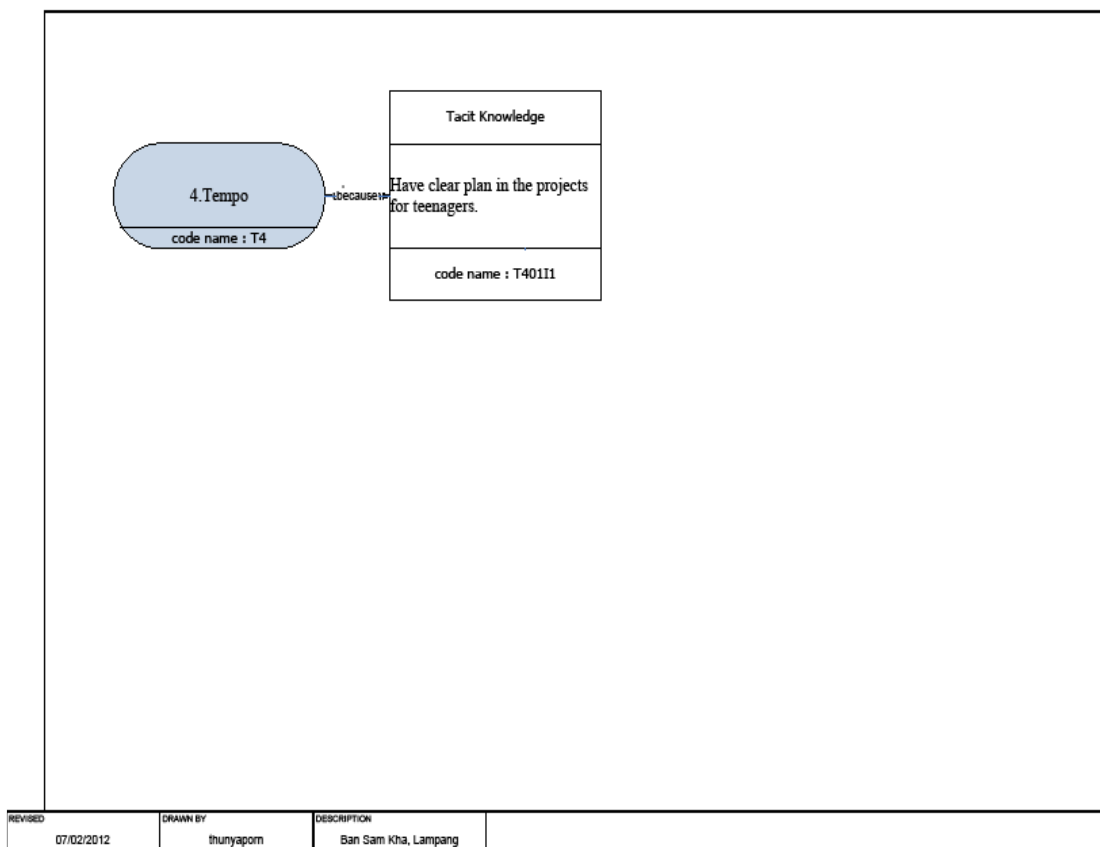 Tacit Knowledge
4.Tempo
because
Have clear plan in the projects
for teenagers.
code name : T4
code name : T401I1
REVISED
07/02/2012
DRAWN BY
thunyaporn
DESCRIPTION
Ban Sam Kha, Lampang